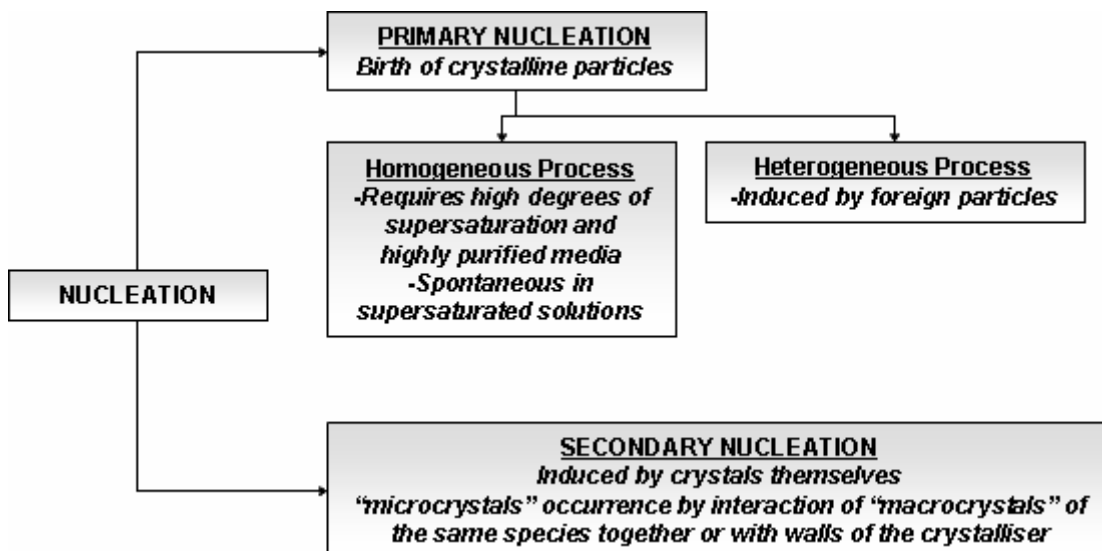 PRIMARY NUCLEATION
Birth of crystalline particles
Homogeneous Process
-Requires high degrees of
supersaturation and
highly purified media
-Spontaneous in
supersaturated solutions
Heterogeneous Process
-Induced by foreign particles
NUCLEATION
SECONDARY NUCLEATION
Induced by crystals themselves
“microcrystals” occurrence by interaction of “macrocrystals” of
the same species together or with walls of the crystalliser